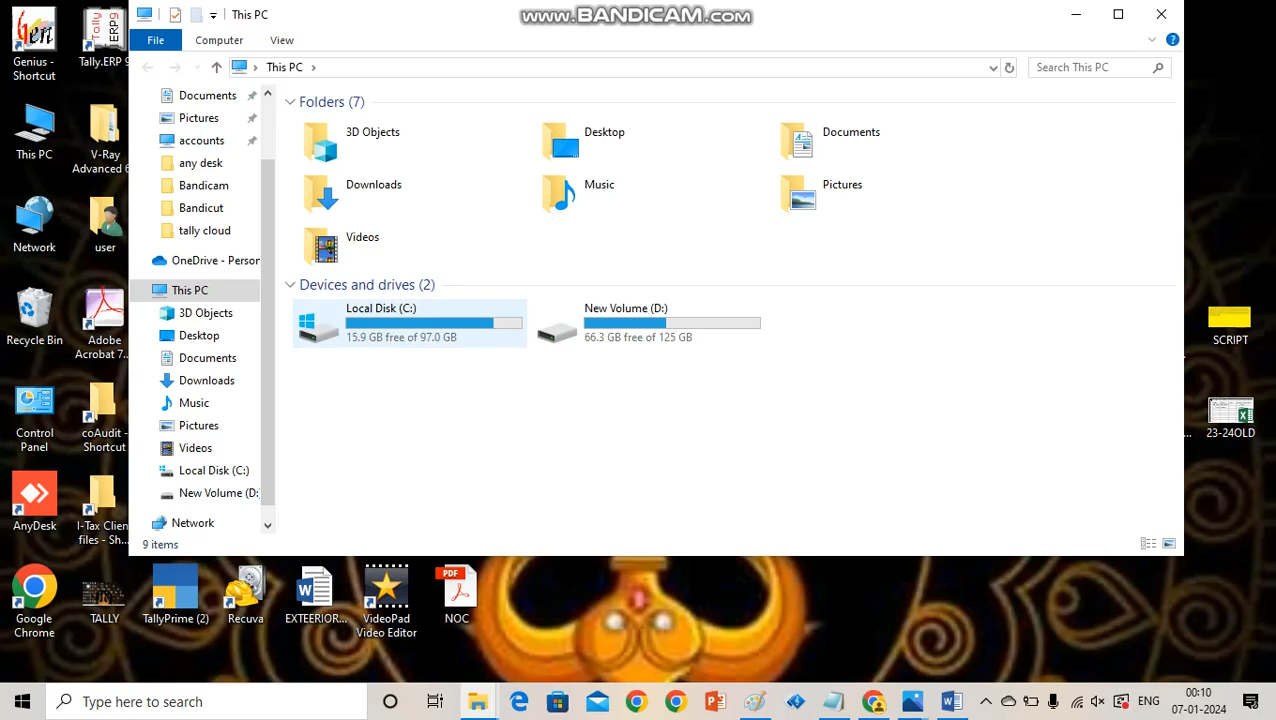 This PC
www.BANDICAM.com
File
Computer
View
This PC
Search This PC
Documents
Pictures
accounts
any desk
Bandicam
Bandicut
tally cloud
OneDrive - Person
This PC
3D Objects
Desktop
Documents
Downloads
Music
Pictures
Videos
Local Disk (C:)
New Volume (D:
Network
9 items
Folders (7)
3D Objects
Desktop
Documents
Downloads
Music
Pictures
Videos
Devices and drives (2)
Local Disk (C:)
15.9 GB free of 97.0 GB
New Volume (D:)
66.3 GB free of 125 GB
Gen
Genius -
Shortcut
Tally
ERP9
Tally.ERP 9
This PC
V-Ray
Advanced 6
Network
user
Recycle Bin
Adobe
Acrobat 7...
Control
Panel
coAudit -
Shortcut
AnyDesk
I-Tax Clien
files - Sh...
Google
Chrome
TALLY
TallyPrime (2)
Recuva
EXTEERIOR...
VideoPad
Video Editor
PDF
NOC
SCRIPT
23-24OLD
Type here to search
ENG
00:10
07-01-2024